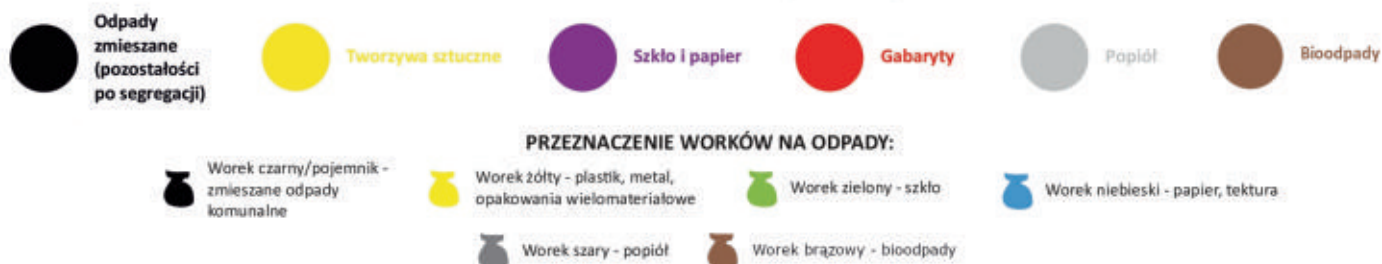 Odpady
zmieszane
(pozostałości
po segregacji)
Tworzywa sztuczne
Szkło i papier
Gabaryty
Popiół
Bioodpady
PRZEZNACZENIE WORKÓW NA ODPADY:
Worek czarny/pojemnik -
zmieszane odpady
komunalne
Worek żółty - plastik, metal,
opakowania wielomateriałowe
Worek zielony - szkło
Worek niebieski - papier, tektura
Worek szary - popiół
Worek brązowy - bioodpady